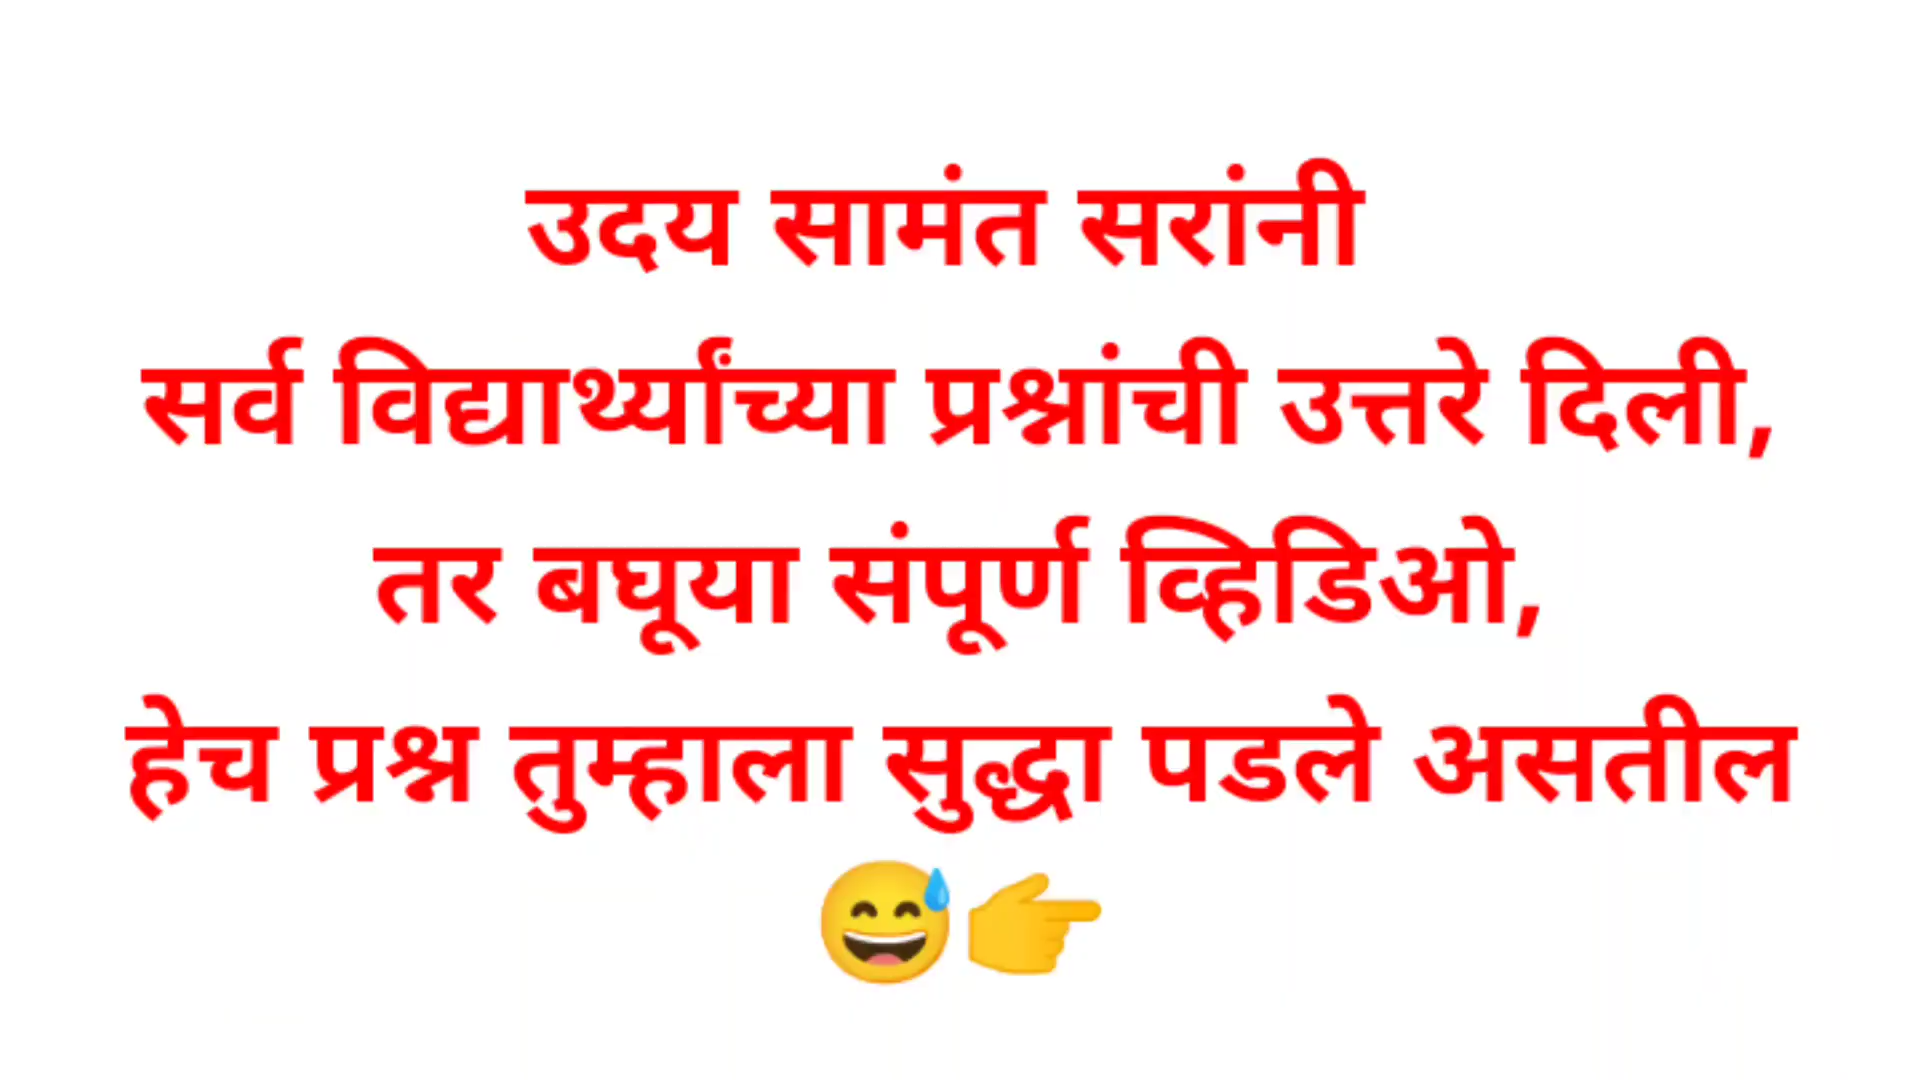 उदय सामंत सरांनी
सर्व विद्यार्थ्यांच्या प्रश्नांची उत्तरे दिली,
तर बघूया संपूर्ण व्हिडिओ,
हेच प्रश्न तुम्हाला सुद्धा पडले असतील
😅👉